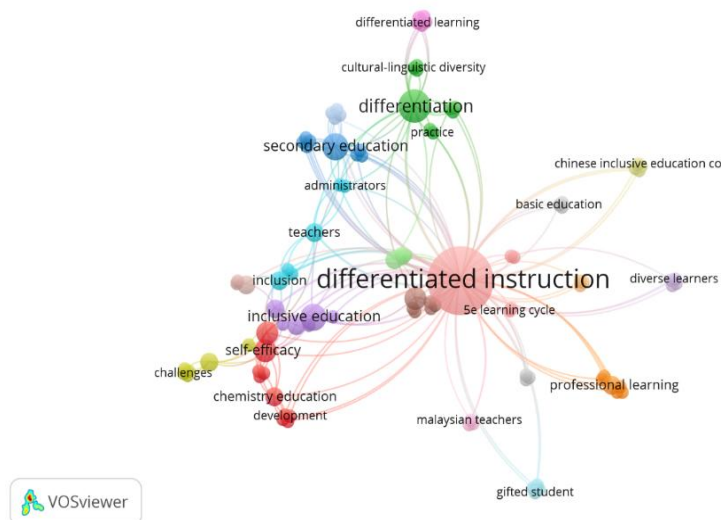 differentiated learning
cultural-linguistic diversity
differentiation
practice
secondary education
chinese inclusive education co
administrators
basic education
teachers
differentiated instruction
inclusion
diverse learners
5e learning cycle
inclusive education
self-efficacy
challenges
professional learning
chemistry education
development
malaysian teachers
gifted student
VOSviewer